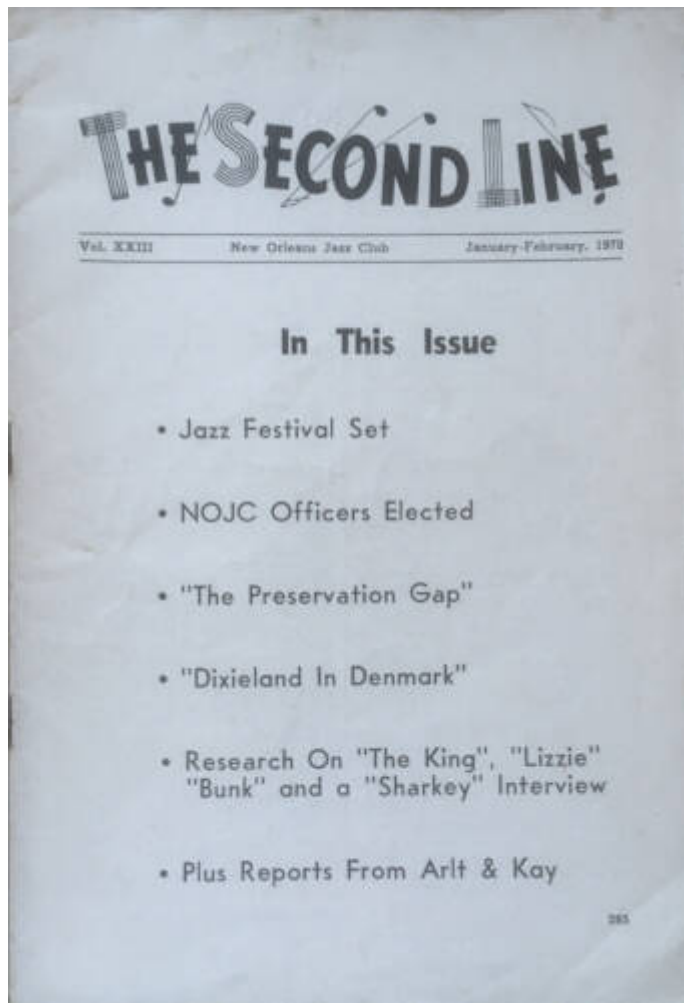 THE SECOND LINE
Vol. XXIII New Orleans Jazz Club January-February, 1970
In This Issue
• Jazz Festival Set
• NOJC Officers Elected
• "The Preservation Gap"
• "Dixieland In Denmark"
• Research On "The King", "Lizzie"
"Bunk" and a "Sharkey" Interview
• Plus Reports From Arlt & Kay